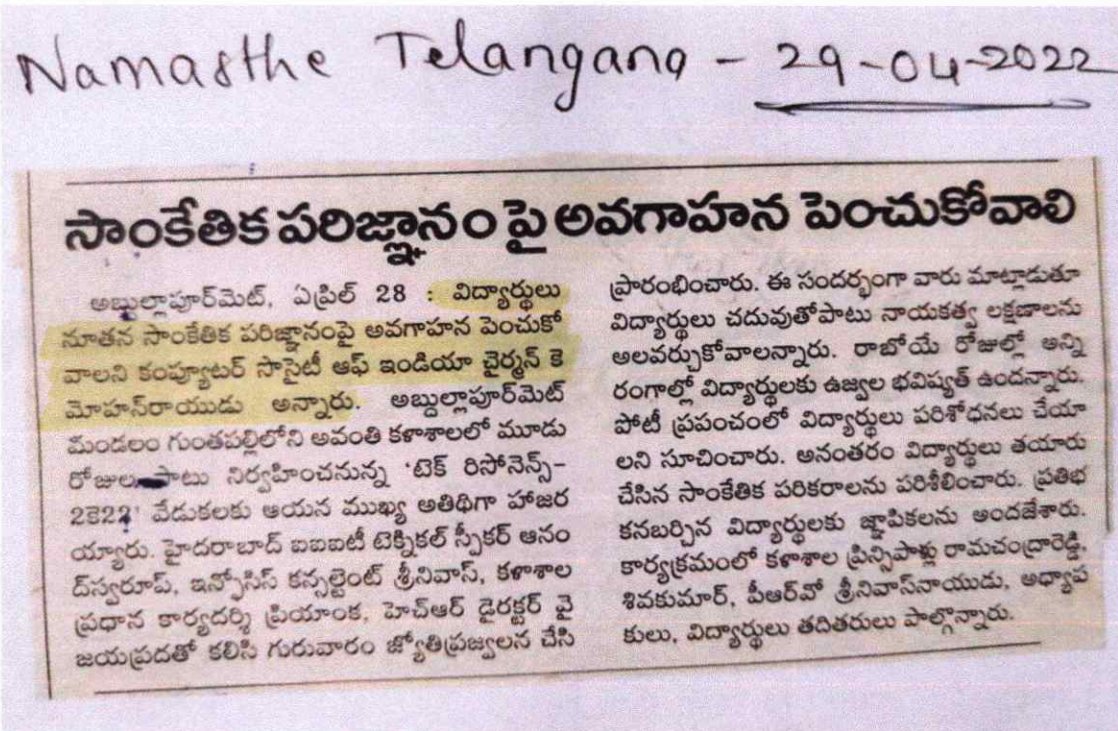 Namasthe Telangana - 29-04-2022
సాంకేతిక పరిజ్ఞానంపై అవగాహన పెంచుకోవాలి
అబ్దుల్లాపూర్‌మెట్, ఏప్రిల్ 28 : విద్యార్థులు
నూతన సాంకేతిక పరిజ్ఞానంపై అవగాహన పెంచుకో
వాలని కంప్యూటర్ సొసైటీ ఆఫ్ ఇండియా చైర్మన్ కె
మోహన్‌రాయుడు అన్నారు. అబ్దుల్లాపూర్‌మెట్
మండలం గుంతపల్లిలోని అవంతి కళాశాలలో మూడు
రోజుల పాటు నిర్వహించనున్న 'టెక్ రిసోనెన్స్-
2కె22' వేడుకలకు ఆయన ముఖ్య అతిథిగా హాజర
య్యారు. హైదరాబాద్ ఐఐఐటీ టెక్నికల్ స్పీకర్ ఆనం
ద్‌స్వరూప్, ఇన్ఫోసిస్ కన్సల్టెంట్ శ్రీనివాస్, కళాశాల
ప్రధాన కార్యదర్శి ప్రియాంక, హెచ్ఆర్ డైరక్టర్ వై
జయప్రదతో కలిసి గురువారం జ్యోతిప్రజ్వలన చేసి
ప్రారంభించారు. ఈ సందర్భంగా వారు మాట్లాడుతూ
విద్యార్థులు చదువుతోపాటు నాయకత్వ లక్షణాలను
అలవర్చుకోవాలన్నారు. రాబోయే రోజుల్లో అన్ని
రంగాల్లో విద్యార్థులకు ఉజ్వల భవిష్యత్ ఉందన్నారు.
పోటీ ప్రపంచంలో విద్యార్థులు పరిశోధనలు చేయా
లని సూచించారు. అనంతరం విద్యార్థులు తయారు
చేసిన సాంకేతిక పరికరాలను పరిశీలించారు. ప్రతిభ
కనబర్చిన విద్యార్థులకు జ్ఞాపికలను అందజేశారు.
కార్యక్రమంలో కళాశాల ప్రిన్సిపాళ్లు రామచంద్రారెడ్డి,
శివకుమార్, పీఆర్‌వో శ్రీనివాస్‌నాయుడు, అధ్యాప
కులు, విద్యార్థులు తదితరులు పాల్గొన్నారు.